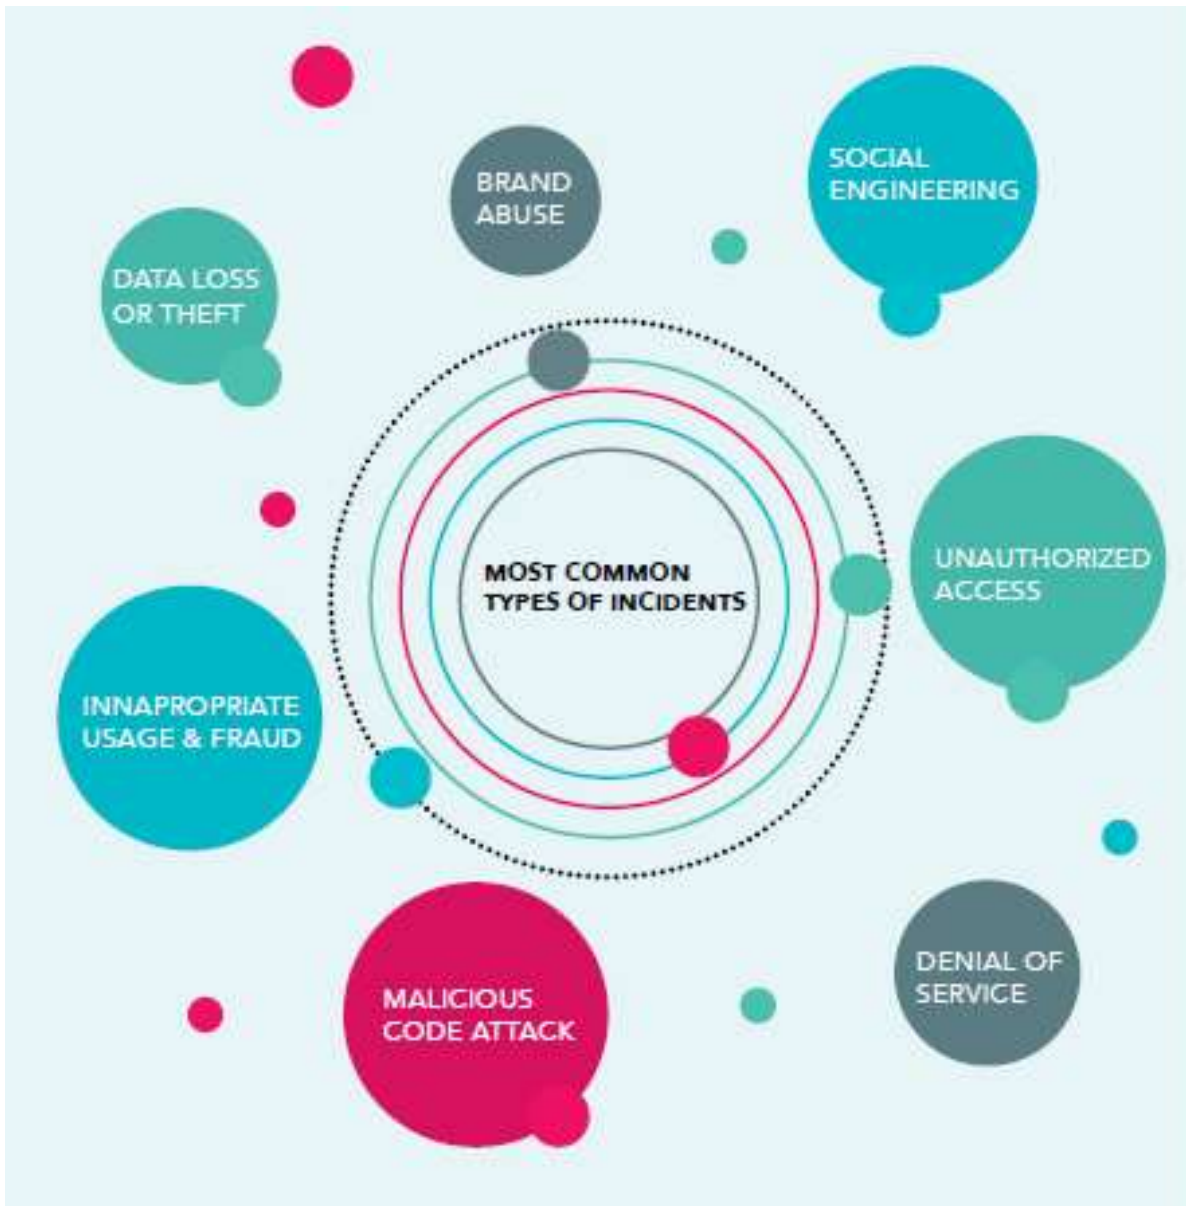 BRAND
ABUSE
SOCIAL
ENGINEERING
DATA LOSS
OR THEFT
MOST COMMON
TYPES OF INCIDENTS
UNAUTHORIZED
ACCESS
INNAPROPRIATE
USAGE & FRAUD
MALICIOUS
CODE ATTACK
DENIAL OF
SERVICE